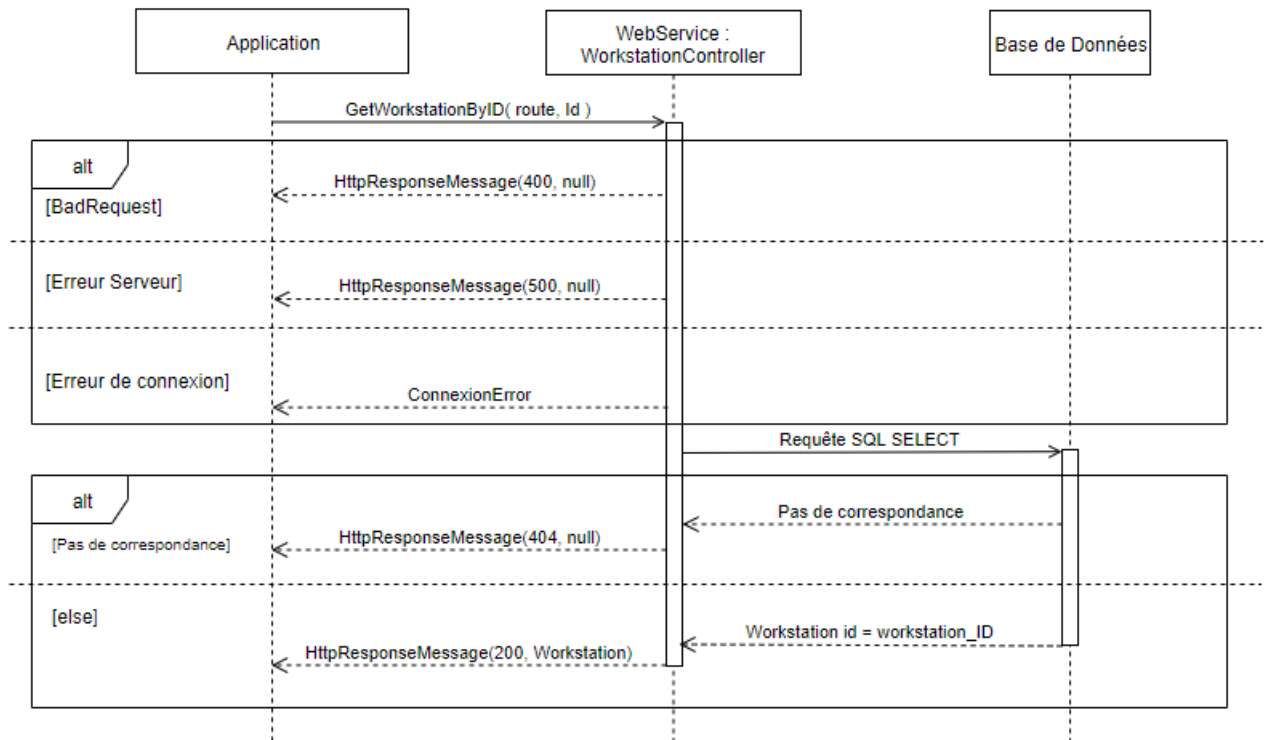 Application
WebService :
WorkstationController
Base de Données
GetWorkstationByID( route, Id )
alt
HttpResponseMessage(400, null)
[BadRequest]
[Erreur Serveur]
HttpResponseMessage(500, null)
[Erreur de connexion]
ConnexionError
Requête SQL SELECT
alt
Pas de correspondance
[Pas de correspondance]
HttpResponseMessage(404, null)
[else]
Workstation id = workstation_ID
HttpResponseMessage(200, Workstation)